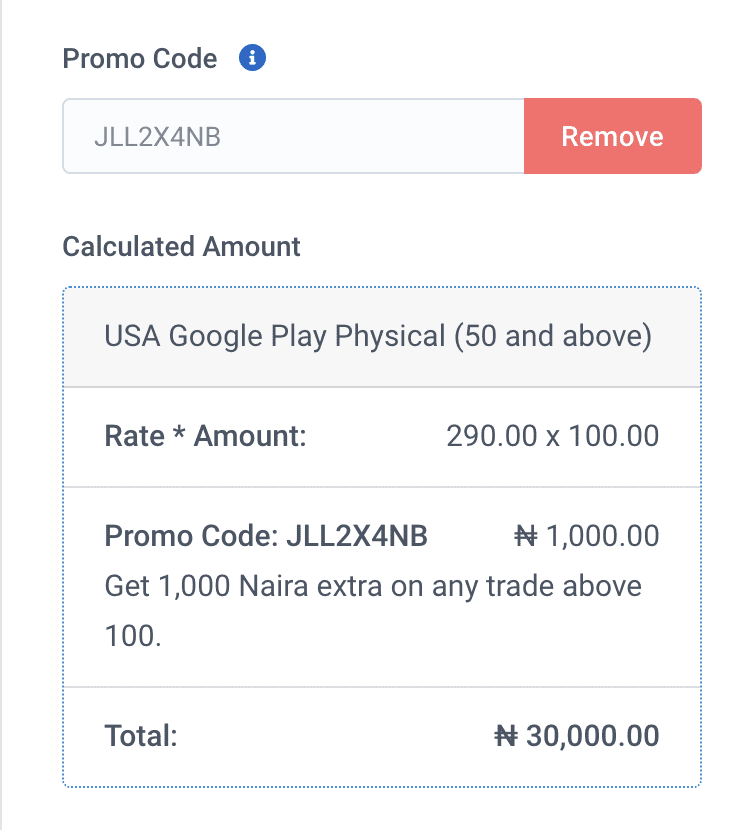 Promo Code
JLL2X4NB
Remove
Calculated Amount
USA Google Play Physical (50 and above)
Rate * Amount: 290.00 x 100.00
Promo Code: JLL2X4NB ₦ 1,000.00
Get 1,000 Naira extra on any trade above
100.
Total: ₦ 30,000.00